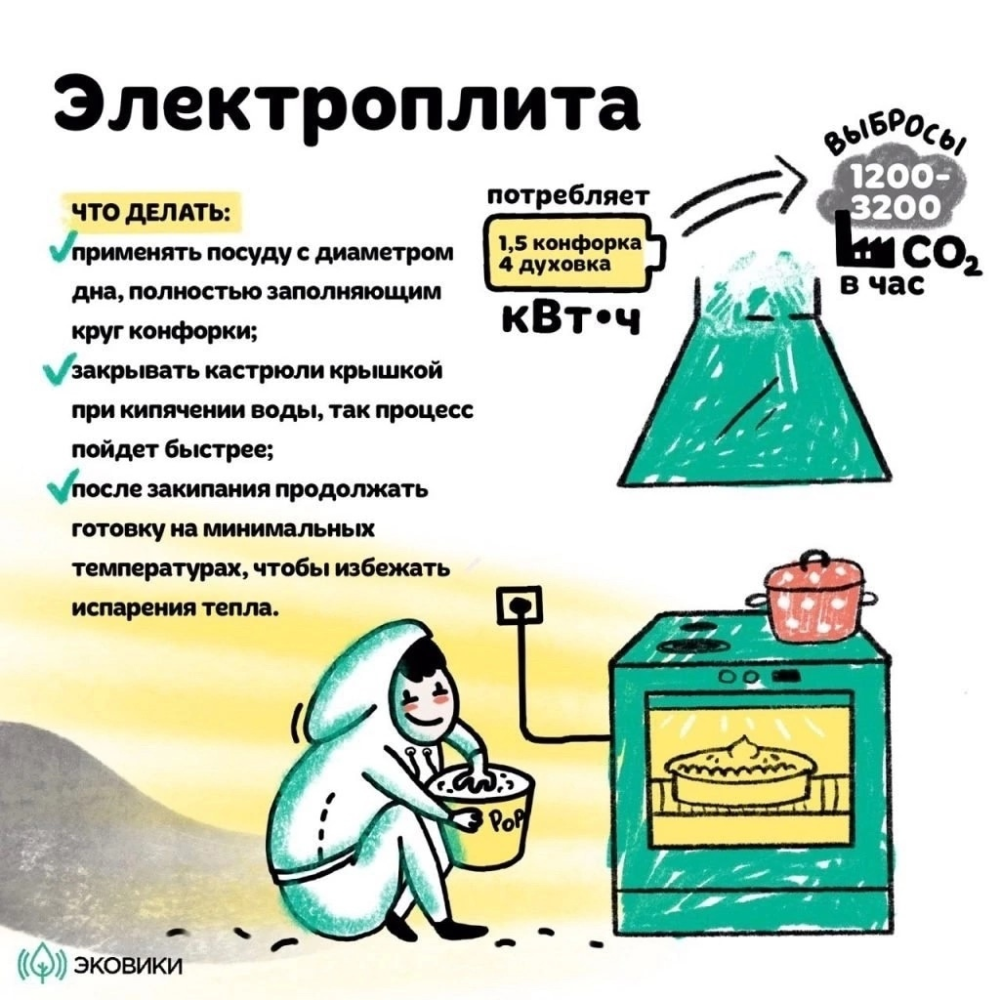 Электроплита
ЧТО ДЕЛАТЬ:
применять посуду с диаметром
дна, полностью заполняющим
круг конфорки;
закрывать кастрюли крышкой
при кипячении воды, так процесс
пойдет быстрее;
после закипания продолжать
готовку на минимальных
температурах, чтобы избежать
испарения тепла.
потребляет
1,5 конфорка
4 духовка
кВт•ч
ВЫБРОСЫ
1200-
3200
CO₂
в час
POP
ЭКОВИКИ